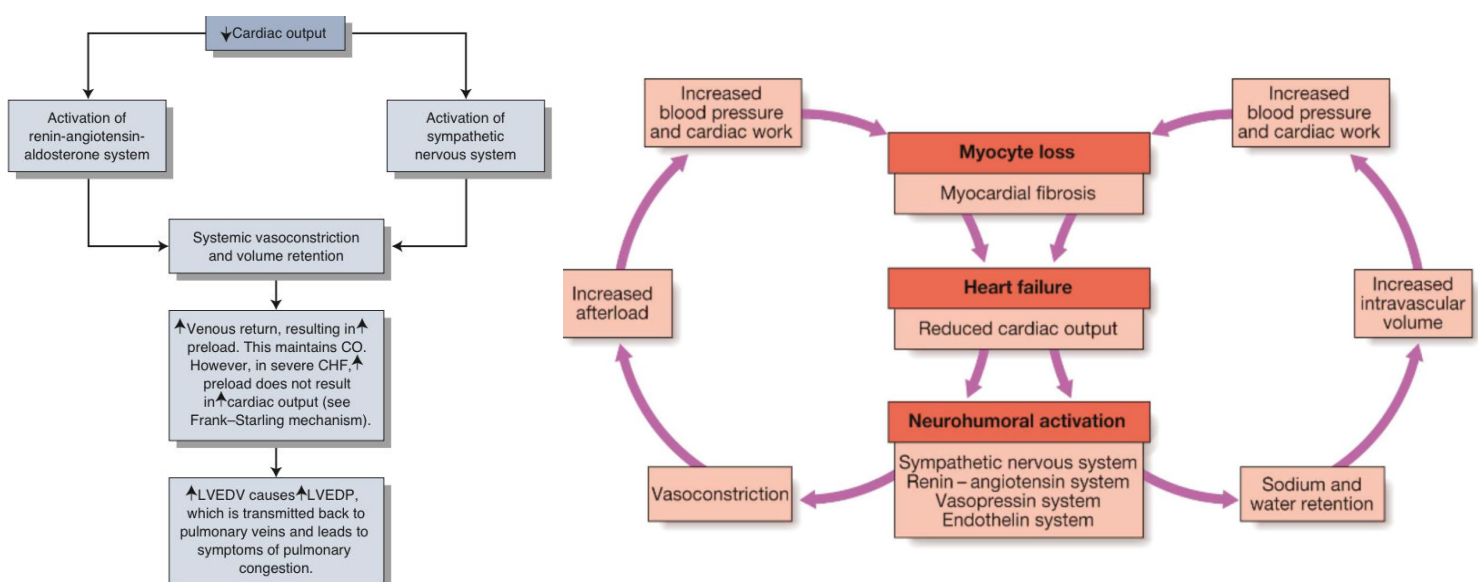 ↓Cardiac output
Activation of
renin-angiotensin-
aldosterone system
Activation of
sympathetic
nervous system
Systemic vasoconstriction
and volume retention
↑Venous return, resulting in↑
preload. This maintains CO.
However, in severe CHF,↑
preload does not result
in↑cardiac output (see
Frank–Starling mechanism).
↑LVEDV causes↑LVEDP,
which is transmitted back to
pulmonary veins and leads to
symptoms of pulmonary
congestion.
Increased
blood pressure
and cardiac work
Increased
blood pressure
and cardiac work
Myocyte loss
Myocardial fibrosis
Increased
afterload
Heart failure
Reduced cardiac output
Increased
intravascular
volume
Neurohumoral activation
Sympathetic nervous system
Renin – angiotensin system
Vasopressin system
Endothelin system
Vasoconstriction
Sodium and
water retention